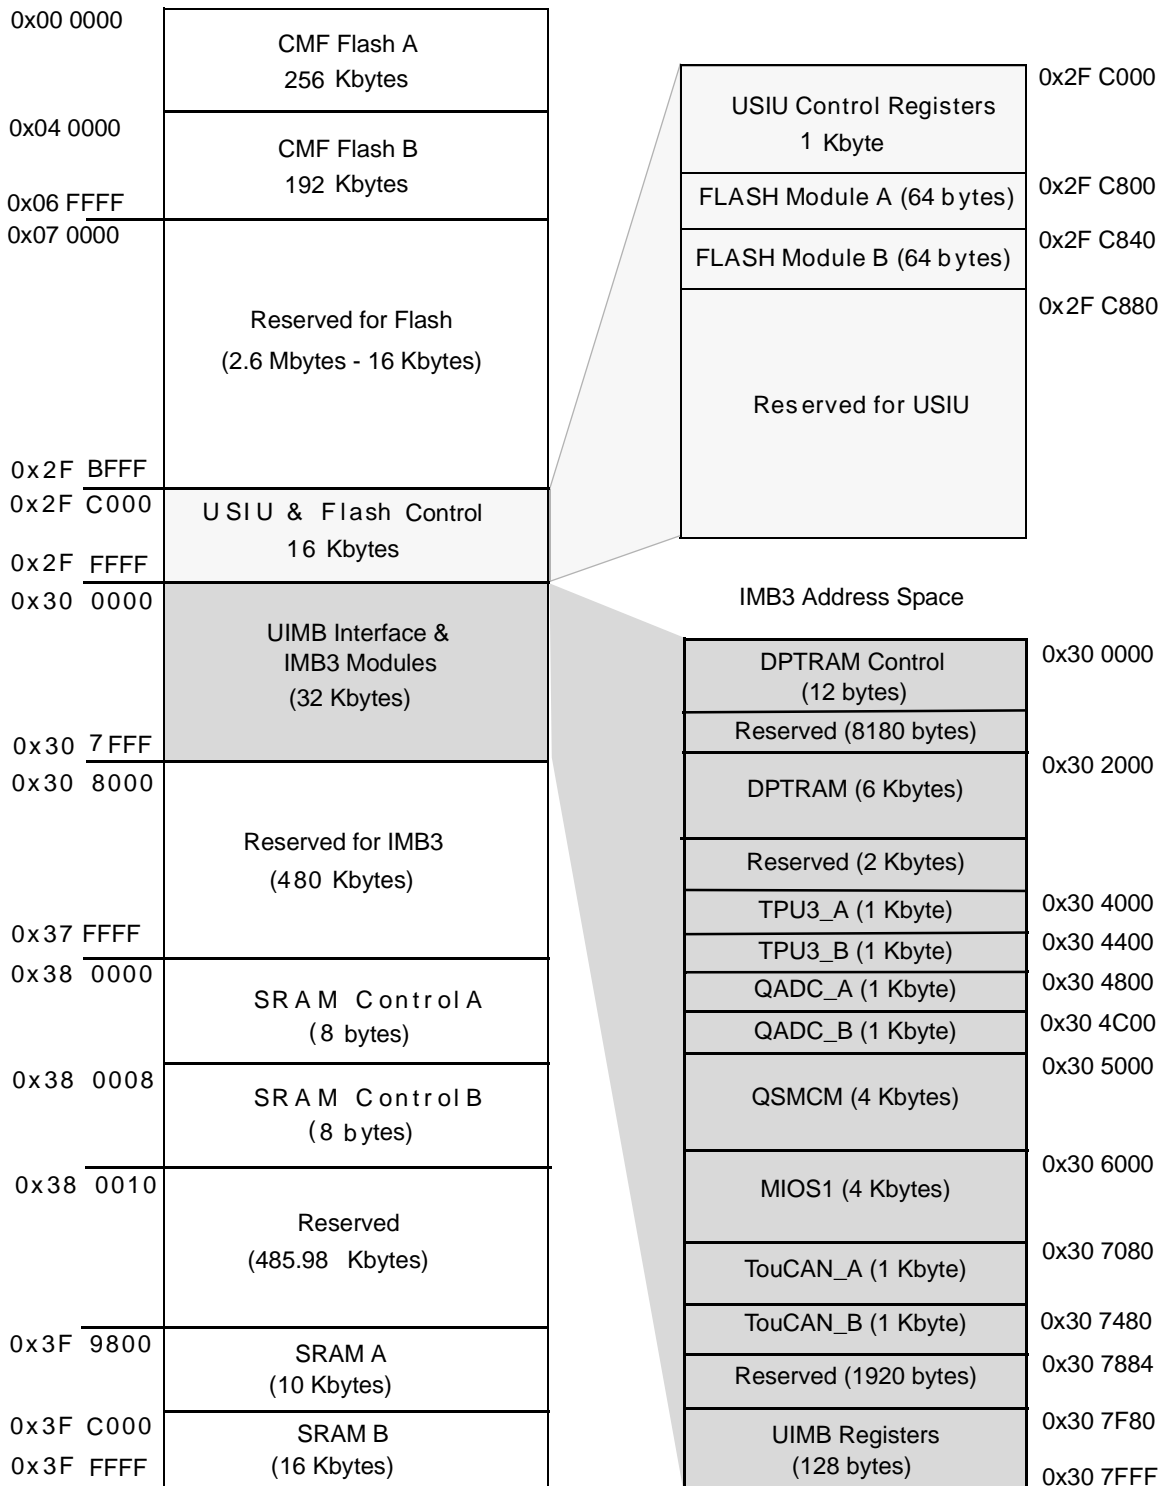 0x00 0000
CMF Flash A
256 Kbytes
0x04 0000
CMF Flash B
192 Kbytes
0x06 FFFF
0x07 0000
Reserved for Flash
(2.6 Mbytes - 16 Kbytes)
0x2F BFFF
0x2F C000
USIU & Flash Control
16 Kbytes
0x2F FFFF
0x30 0000
UIMB Interface &
IMB3 Modules
(32 Kbytes)
0x30 7FFF
0x30 8000
Reserved for IMB3
(480 Kbytes)
0x37 FFFF
0x38 0000
SRAM Control A
(8 bytes)
0x38 0008
SRAM Control B
(8 bytes)
0x38 0010
Reserved
(485.98 Kbytes)
0x3F 9800
SRAM A
(10 Kbytes)
0x3F C000
SRAM B
(16 Kbytes)
0x3F FFFF
0x2F C000
USIU Control Registers
1 Kbyte
FLASH Module A (64 bytes)
0x2F C800
FLASH Module B (64 bytes)
0x2F C840
0x2F C880
Reserved for USIU
IMB3 Address Space
DPTRAM Control
(12 bytes)
0x30 0000
Reserved (8180 bytes)
DPTRAM (6 Kbytes)
0x30 2000
Reserved (2 Kbytes)
TPU3_A (1 Kbyte)
0x30 4000
TPU3_B (1 Kbyte)
0x30 4400
QADC_A (1 Kbyte)
0x30 4800
QADC_B (1 Kbyte)
0x30 4C00
QSMCM (4 Kbytes)
0x30 5000
MIOS1 (4 Kbytes)
0x30 6000
TouCAN_A (1 Kbyte)
0x30 7080
TouCAN_B (1 Kbyte)
0x30 7480
Reserved (1920 bytes)
0x30 7884
UIMB Registers
(128 bytes)
0x30 7F80
0x30 7FFF